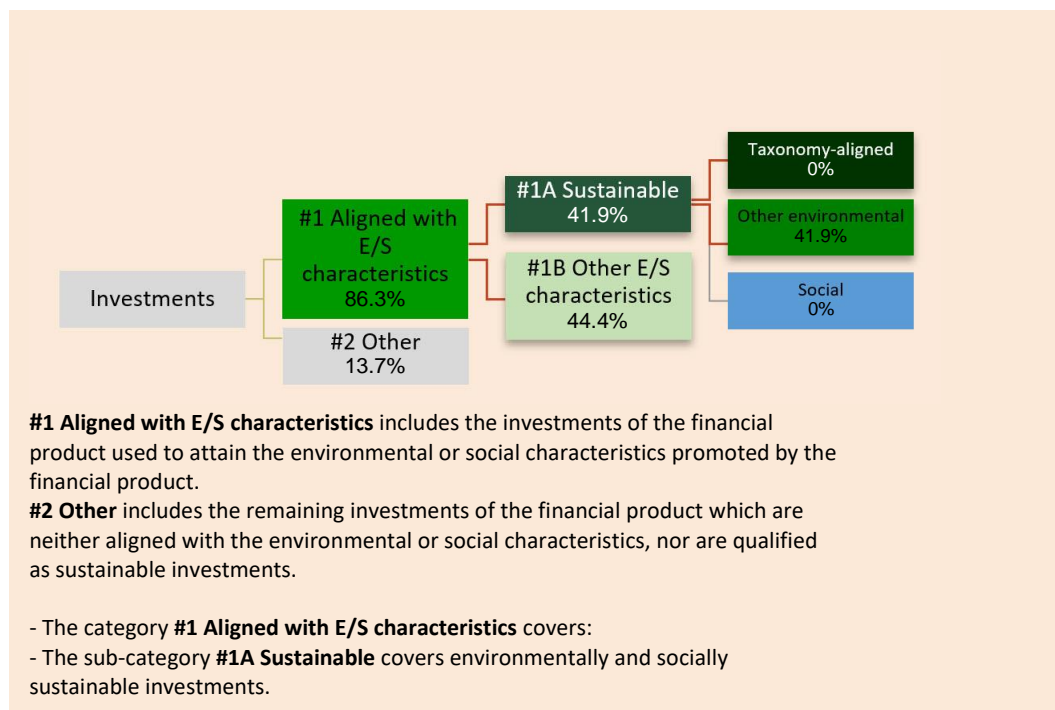 Investments
#1 Aligned with
E/S
characteristics
86.3%
#2 Other
13.7%
#1A Sustainable
41.9%
#1B Other E/S
characteristics
44.4%
Taxonomy-aligned
0%
Other environmental
41.9%
Social
0%
#1 Aligned with E/S characteristics includes the investments of the financial
product used to attain the environmental or social characteristics promoted by the
financial product.
#2 Other includes the remaining investments of the financial product which are
neither aligned with the environmental or social characteristics, nor are qualified
as sustainable investments.
- The category #1 Aligned with E/S characteristics covers:
- The sub-category #1A Sustainable covers environmentally and socially
sustainable investments.